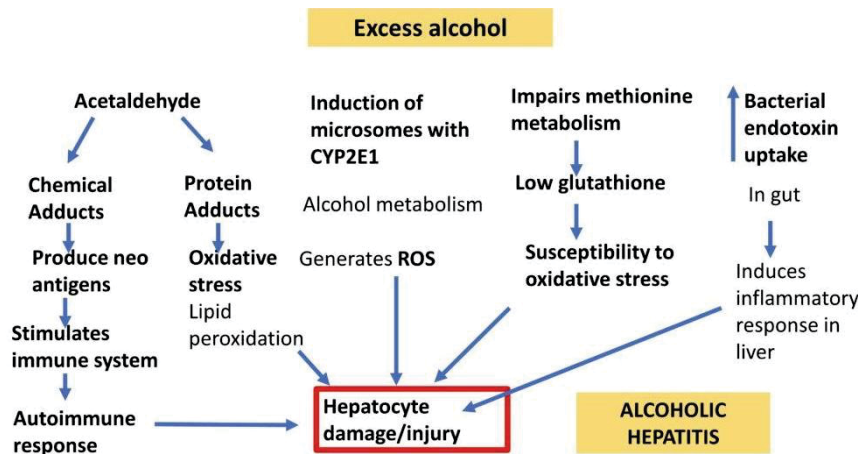 Excess alcohol
Acetaldehyde
Chemical
Adducts
Produce neo
antigens
Stimulates
immune system
Autoimmune
response
Protein
Adducts
Oxidative
stress
Lipid
peroxidation
Induction of
microsomes with
CYP2E1
Alcohol metabolism
Generates ROS
Impairs methionine
metabolism
Low glutathione
Susceptibility to
oxidative stress
Bacterial
endotoxin
uptake
In gut
Induces
inflammatory
response in
liver
Hepatocyte
damage/injury
ALCOHOLIC
HEPATITIS